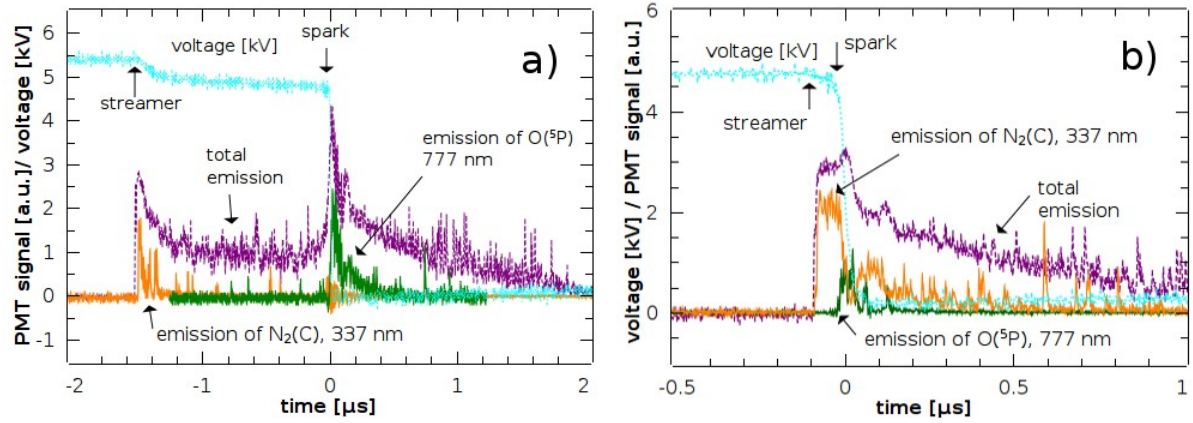 6
5
4
3
2
1
0
-1
-2
-1
0
1
2
PMT signal [a.u.]/ voltage [kV]
time [µs]
voltage [kV]
spark
a)
streamer
total
emission
emission of O(⁵P)
777 nm
emission of N₂(C), 337 nm
6
4
2
0
-0.5
0
0.5
1
voltage [kV] / PMT signal [a.u.]
time [µs]
voltage [kV]
spark
b)
streamer
emission of N₂(C), 337 nm
total
emission
emission of O(⁵P), 777 nm